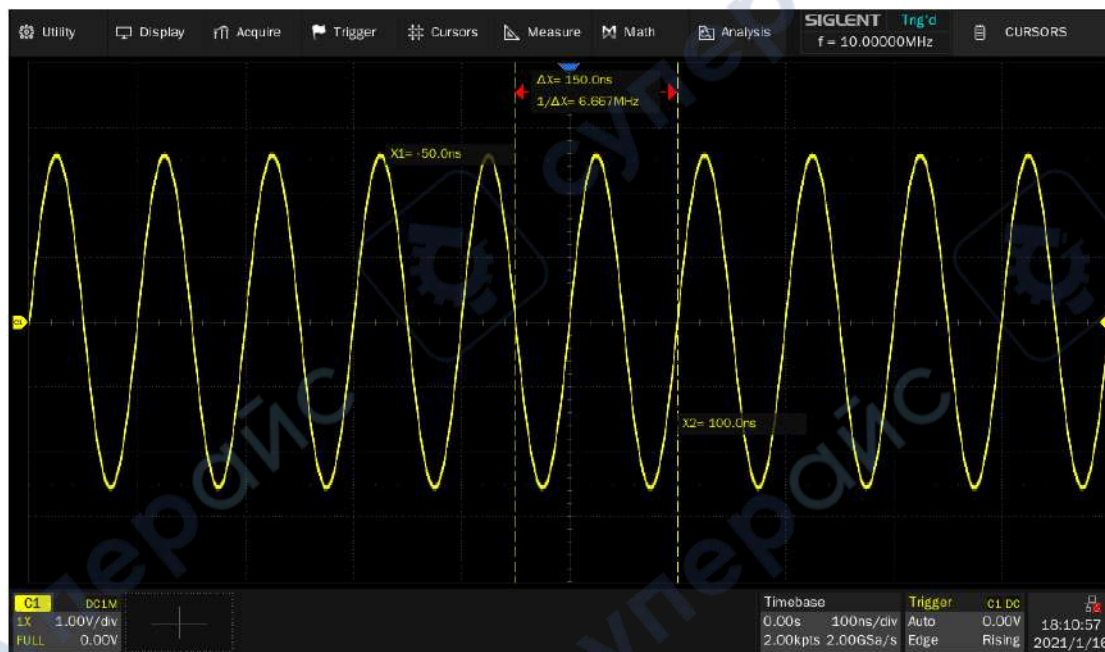 Utility Display Acquire Trigger Cursors Measure Math Analysis SIGLENT Trig'd CURSORS
f = 10.00000MHz
ΔX= 150.0ns
1/ΔX= 6.667MHz
X1= -50.0ns
X2= 100.0ns
C1
C1 DC1M
1X 1.00V/div
FULL 0.00V
Timebase
0.00s 100ns/div
2.00kpts 2.00GSa/s
Trigger C1 DC
Auto 0.00V
Edge Rising
18:10:57
2021/1/16
суперайс